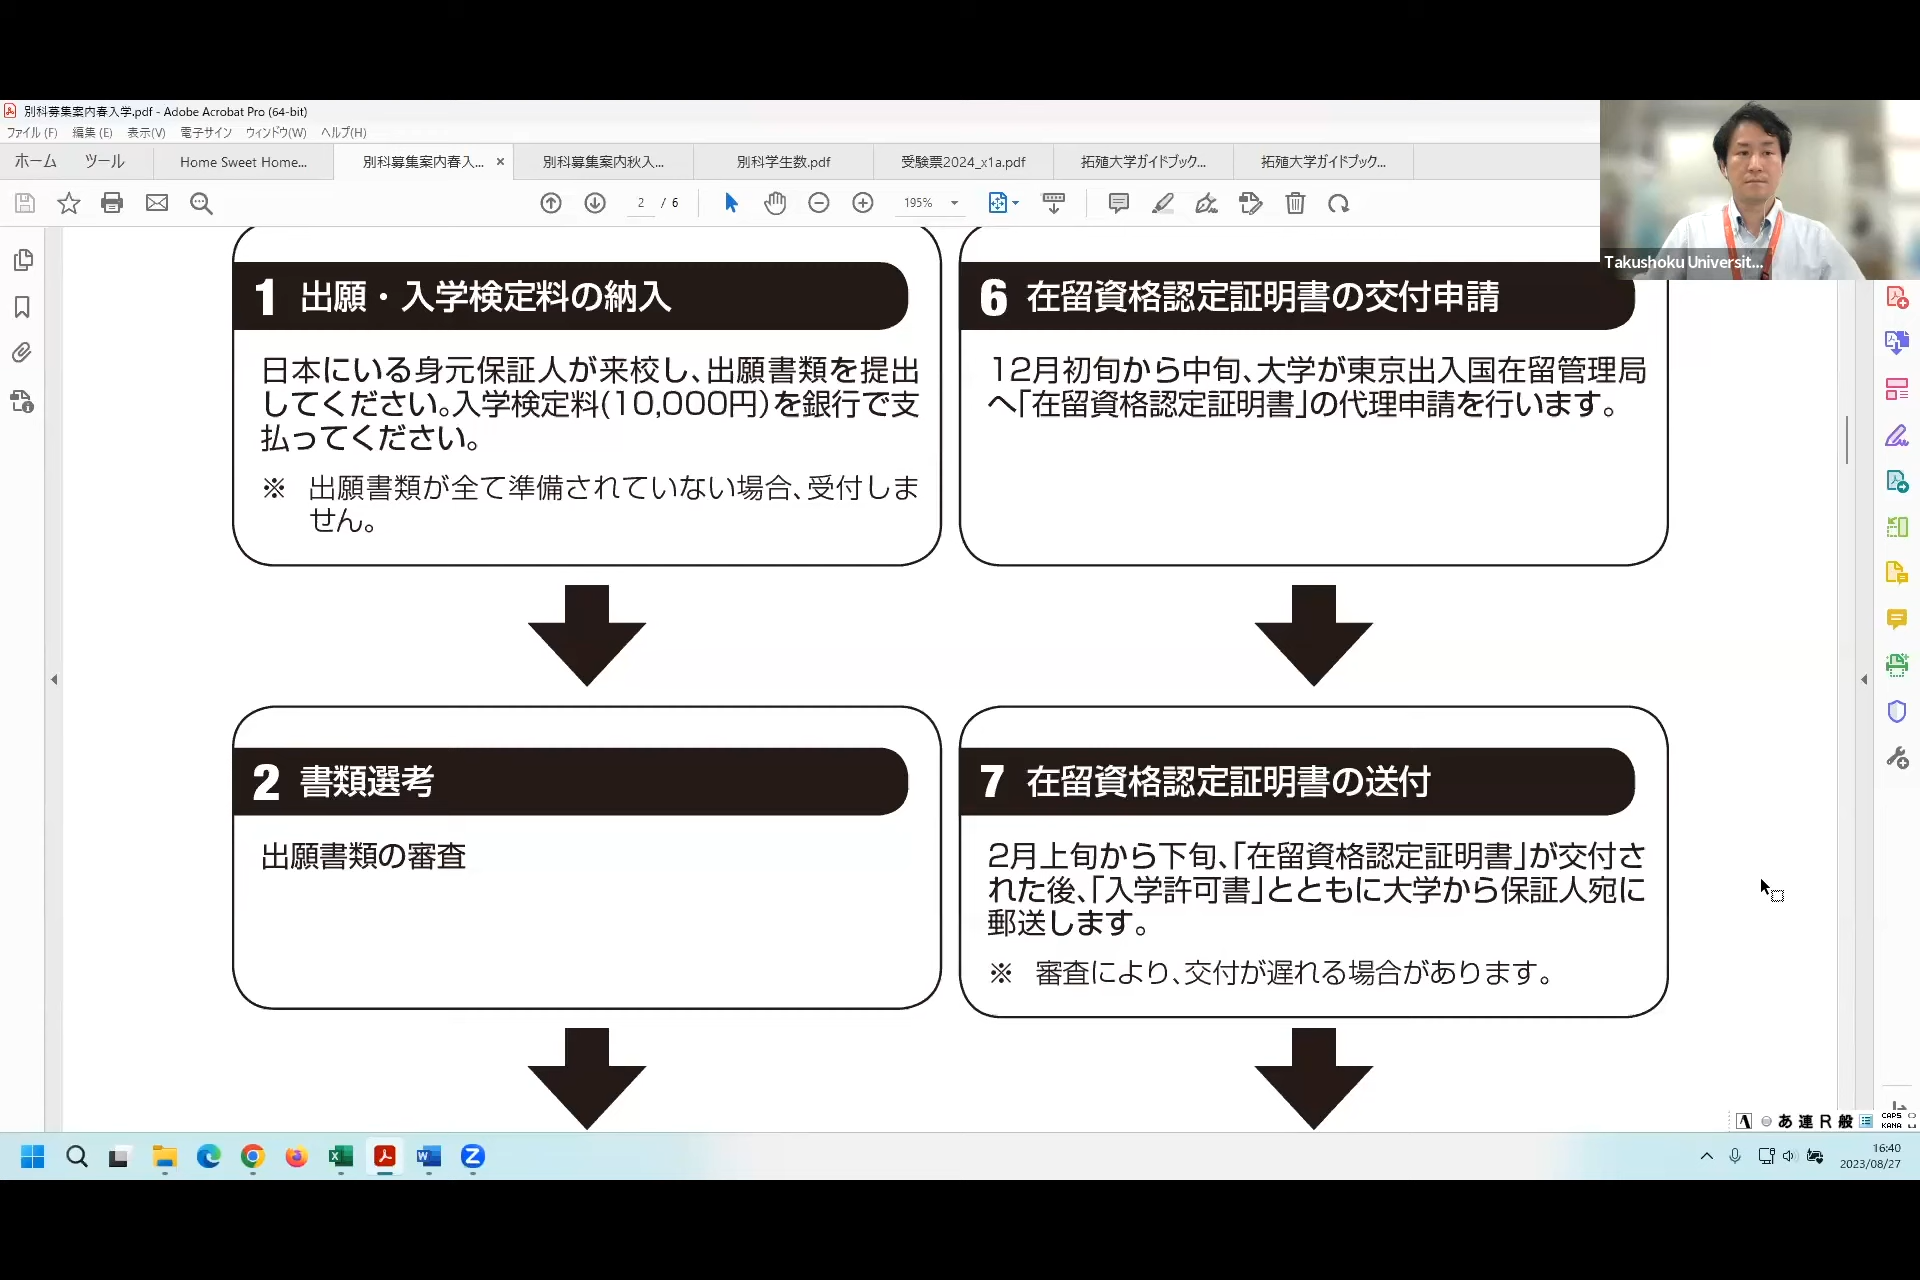 別科募集案内春入学.pdf - Adobe Acrobat Pro (64-bit)
ファイル(F) 編集(E) 表示(V) 電子サイン ウィンドウ(W) ヘルプ(H)
ホーム ツール Home Sweet Home... 別科募集案内春入... × 別科募集案内秋入... 別科学生数.pdf 受験票2024_x1a.pdf 拓殖大学ガイドブック... 拓殖大学ガイドブック...
2 / 6 195%
Takushoku Universit...
1 出願・入学検定料の納入
日本にいる身元保証人が来校し、出願書類を提出
してください。入学検定料(10,000円)を銀行で支
払ってください。
※ 出願書類が全て準備されていない場合、受付しま
せん。
6 在留資格認定証明書の交付申請
12月初旬から中旬、大学が東京出入国在留管理局
へ「在留資格認定証明書」の代理申請を行います。
2 書類選考
出願書類の審査
7 在留資格認定証明書の送付
2月上旬から下旬、「在留資格認定証明書」が交付さ
れた後、「入学許可書」とともに大学から保証人宛に
郵送します。
※ 審査により、交付が遅れる場合があります。
A あ 連 R 般 CAPS
KANA
16:40
2023/08/27